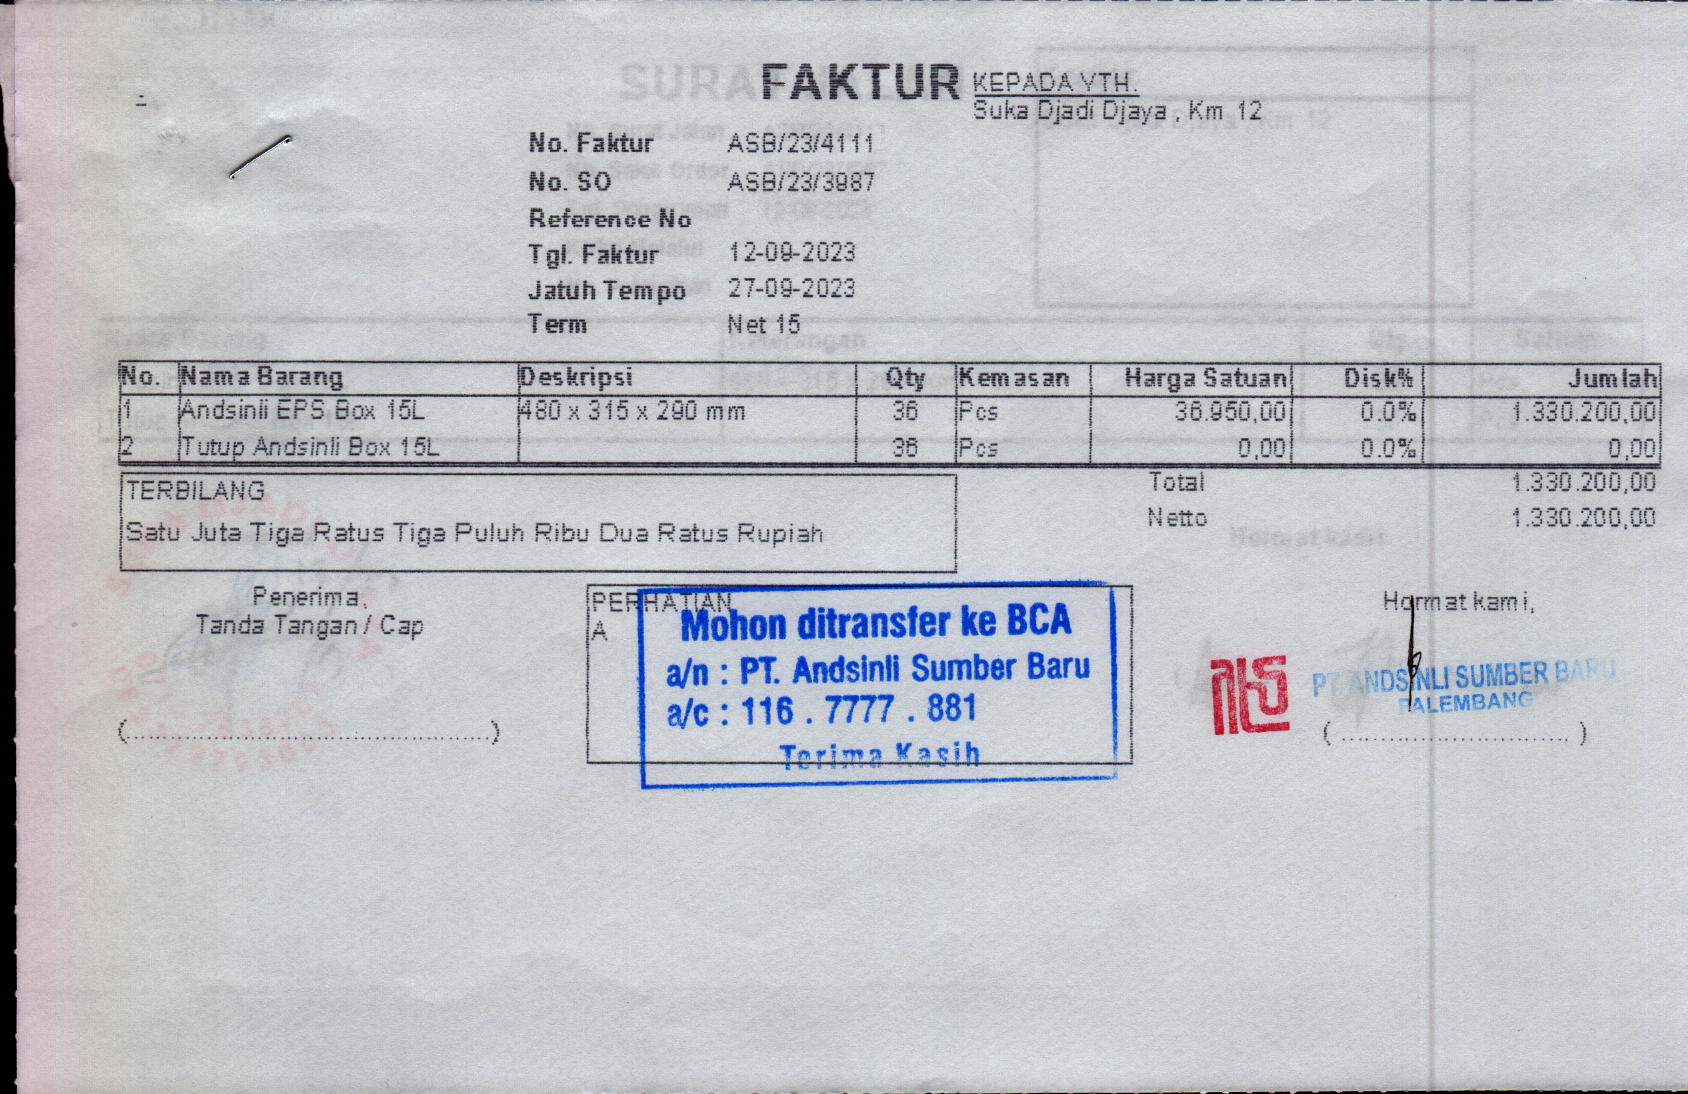 FAKTUR
KEPADA YTH.
Suka Djadi Djaya , Km 12
No. Faktur ASB/23/4111
No. SO ASB/23/3987
Reference No
Tgl. Faktur 12-09-2023
Jatuh Tempo 27-09-2023
Term Net 15
No. Nama Barang Deskripsi Qty Kemasan Harga Satuan Disk% Jumlah
1 Andsinli EPS Box 15L 480 x 315 x 290 mm 36 Pcs 36.950,00 0.0% 1.330.200,00
2 Tutup Andsinli Box 15L 36 Pcs 0,00 0.0% 0,00
TERBILANG
Satu Juta Tiga Ratus Tiga Puluh Ribu Dua Ratus Rupiah
Total 1.330.200,00
Netto 1.330.200,00
Penerima,
Tanda Tangan / Cap
(........................................)
PERHATIAN
A
Mohon ditransfer ke BCA
a/n : PT. Andsinli Sumber Baru
a/c : 116 . 7777 . 881
Terima Kasih
Hormat kami,
PT ANDSINLI SUMBER BARU
PALEMBANG
(............................)